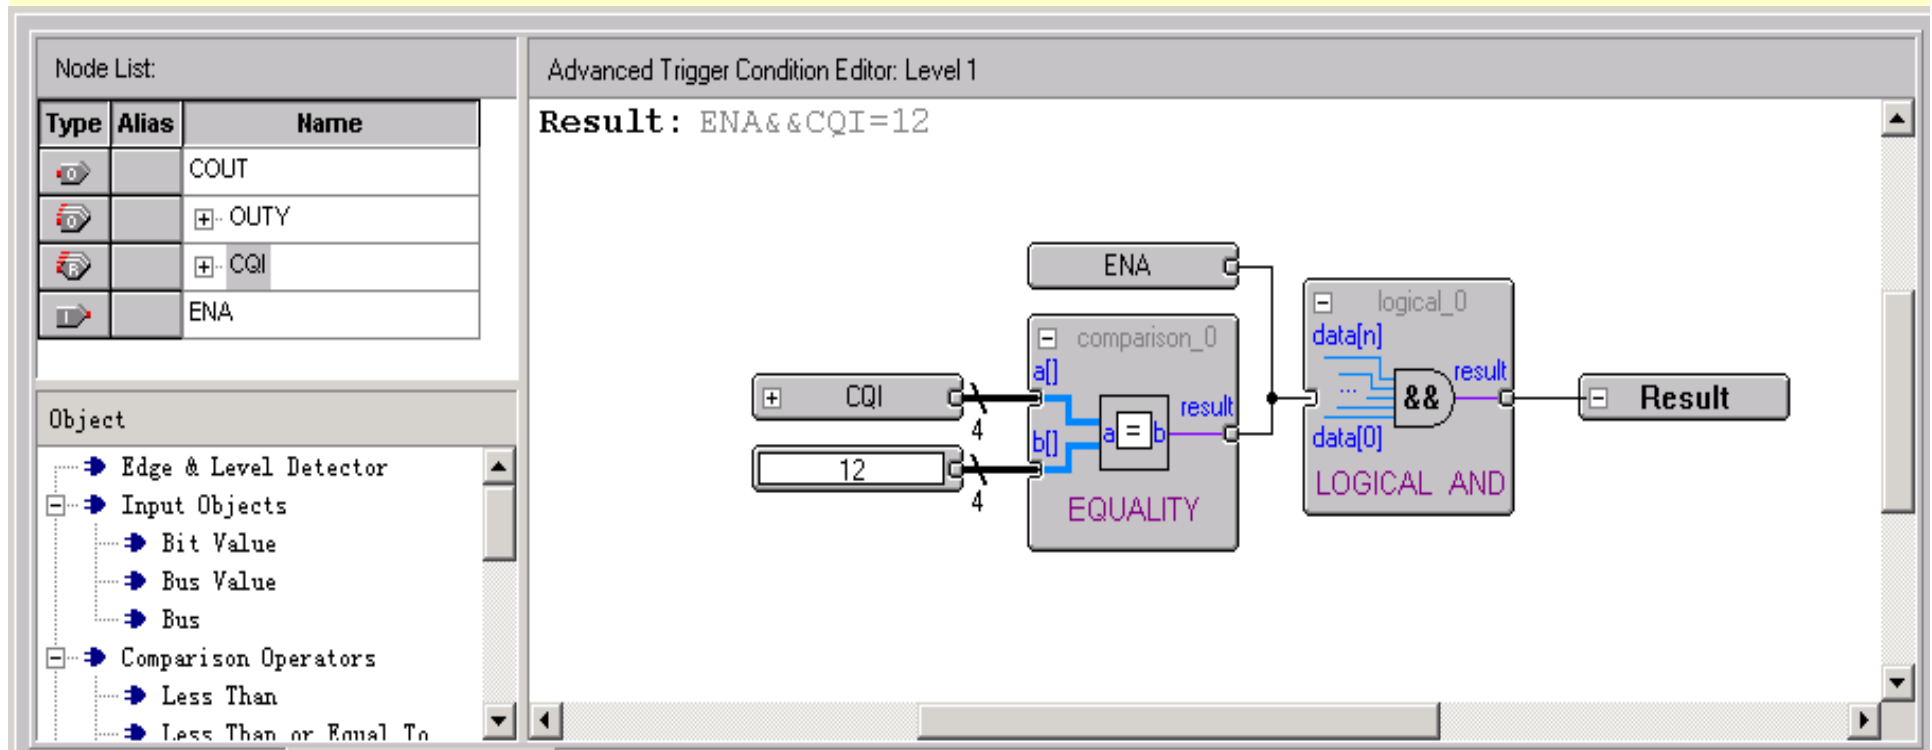 Node List:
Type Alias Name
COUT
OUTY
CQI
ENA
Object
Edge & Level Detector
Input Objects
Bit Value
Bus Value
Bus
Comparison Operators
Less Than
Less Than or Equal To
Advanced Trigger Condition Editor: Level 1
Result: ENA&&CQI=12
ENA
comparison_0
a[]
b[]
a = b
result
EQUALITY
CQI
4
12
4
logical_0
data[n]
...
&&
result
data[0]
LOGICAL AND
Result